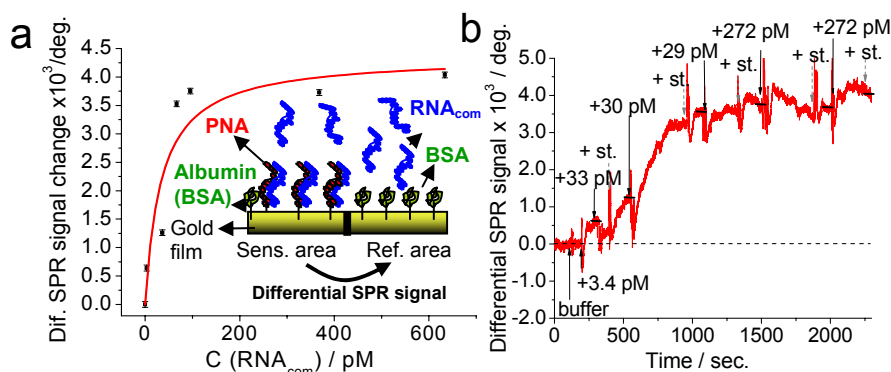 a
Dif. SPR signal change x10³/deg.
4.5
4.0
3.5
3.0
2.5
2.0
1.5
1.0
0.5
0.0
0
200
400
600
C (RNAcom) / pM
PNA
RNAcom
Albumin
(BSA)
BSA
Gold
film
Sens. area
Ref. area
Differential SPR signal
b
Differential SPR signal x 10³ / deg.
5.0
4.0
3.0
2.0
1.0
0.0
-1.0
-2.0
0
500
1000
1500
2000
Time / sec.
+272 pM
+272 pM
+29 pM
+ st.
+ st.
+ st.
+ st.
+30 pM
+ st.
+33 pM
+3.4 pM
buffer